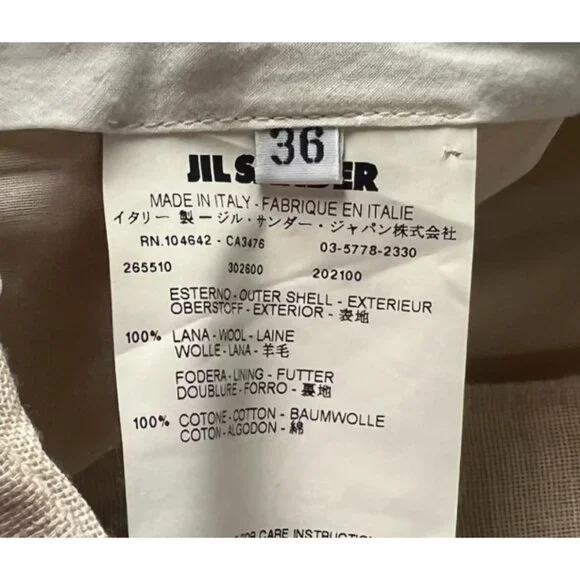 36
JIL SANDER
MADE IN ITALY - FABRIQUE EN ITALIE
イタリー 製 ージル・サンダー・ジャパン株式会社
RN.104642 - CA3476 03-5778-2330
265510 302600 202100
ESTERNO - OUTER SHELL - EXTERIEUR
OBERSTOFF - EXTERIOR - 表地
100% LANA - WOOL - LAINE
WOLLE - LANA - 羊毛
FODERA - LINING - FUTTER
DOUBLURE - FORRO - 裏地
100% COTONE - COTTON - BAUMWOLLE
COTON - ALGODON - 綿
FOR CARE INSTRUCTION